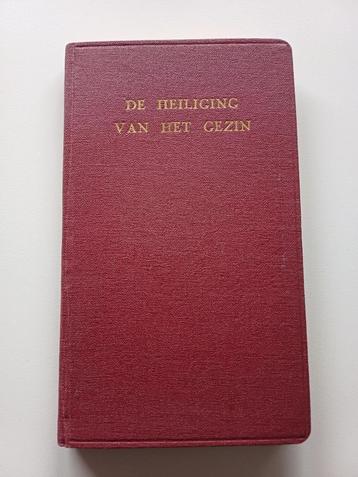 DE HEILIGING
VAN HET GEZIN